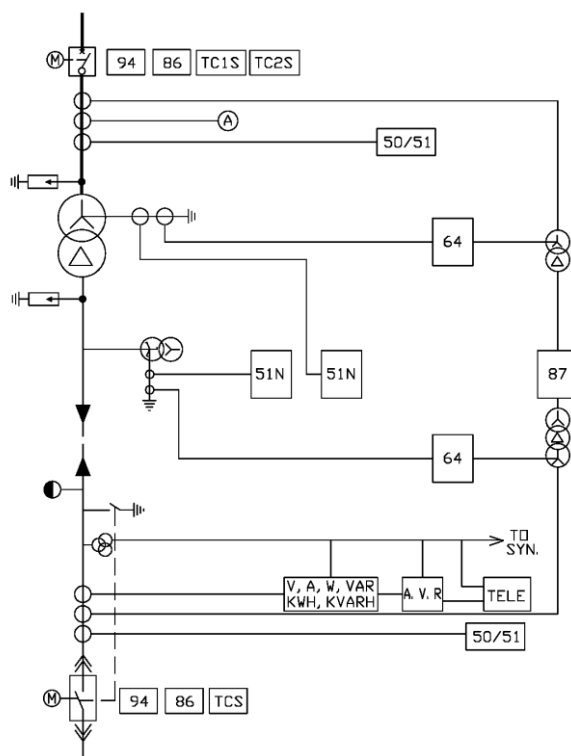 M 94 86 TC1S TC2S
A
50/51
64
51N 51N
87
64
TO
SYN.
V, A, W, VAR
KWH, KVARH
A. V. R
TELE
50/51
M 94 86 TCS